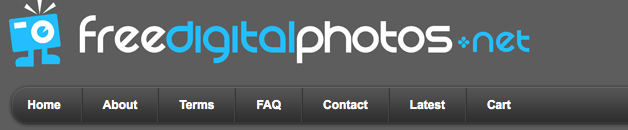 freedigitalphotos.net
Home About Terms FAQ Contact Latest Cart